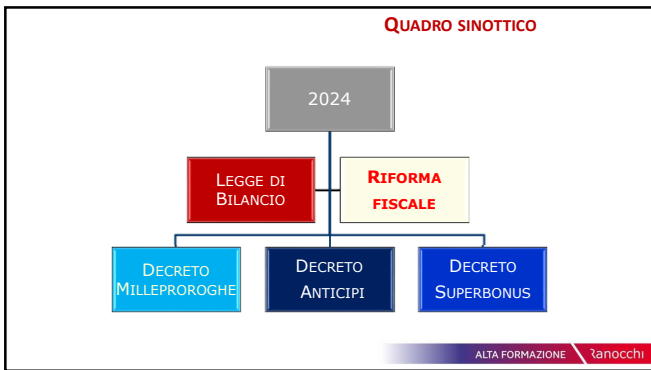 QUADRO SINOTTICO
2024
LEGGE DI
BILANCIO
RIFORMA
FISCALE
DECRETO
MILLEPROROGHE
DECRETO
ANTICIPI
DECRETO
SUPERBONUS
ALTA FORMAZIONE Ranocchi